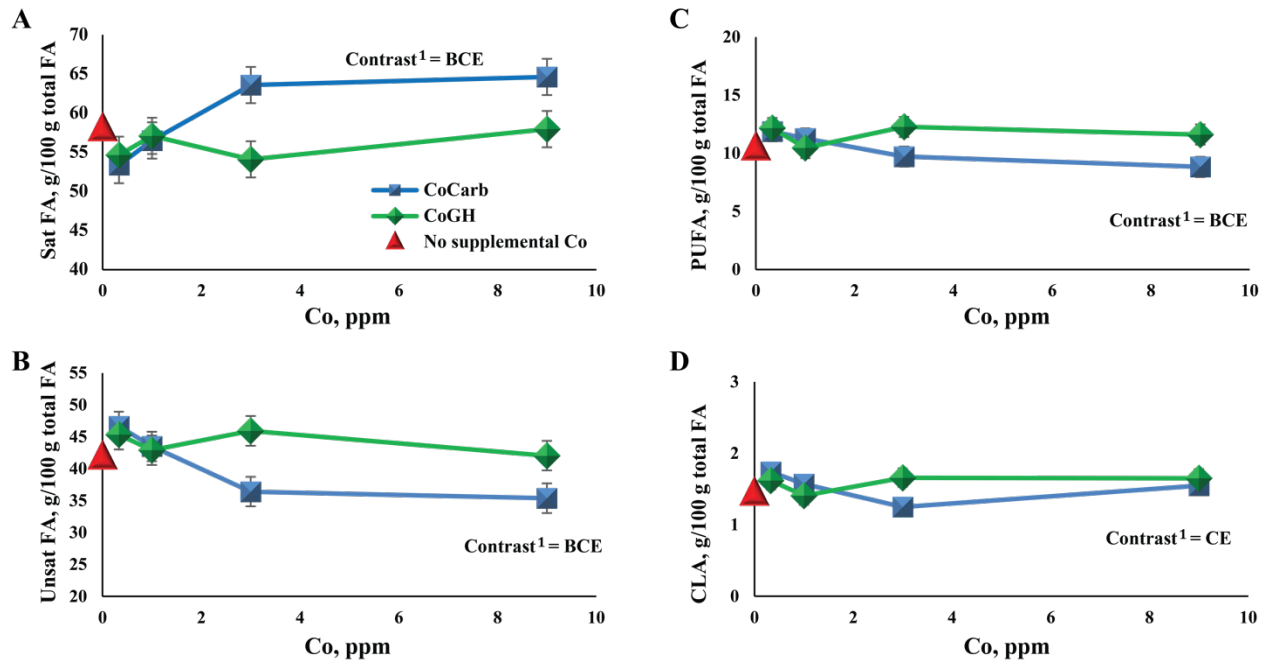 A
Sat FA, g/100 g total FA
70
65
60
55
50
45
40
Contrast¹ = BCE
CoCarb
CoGH
No supplemental Co
0 2 4 6 8 10
Co, ppm
C
PUFA, g/100 g total FA
20
15
10
5
0
Contrast¹ = BCE
0 2 4 6 8 10
Co, ppm
B
Unsat FA, g/100 g total FA
55
50
45
40
35
30
25
20
Contrast¹ = BCE
0 2 4 6 8 10
Co, ppm
D
CLA, g/100 g total FA
3
2
1
0
Contrast¹ = CE
0 2 4 6 8 10
Co, ppm